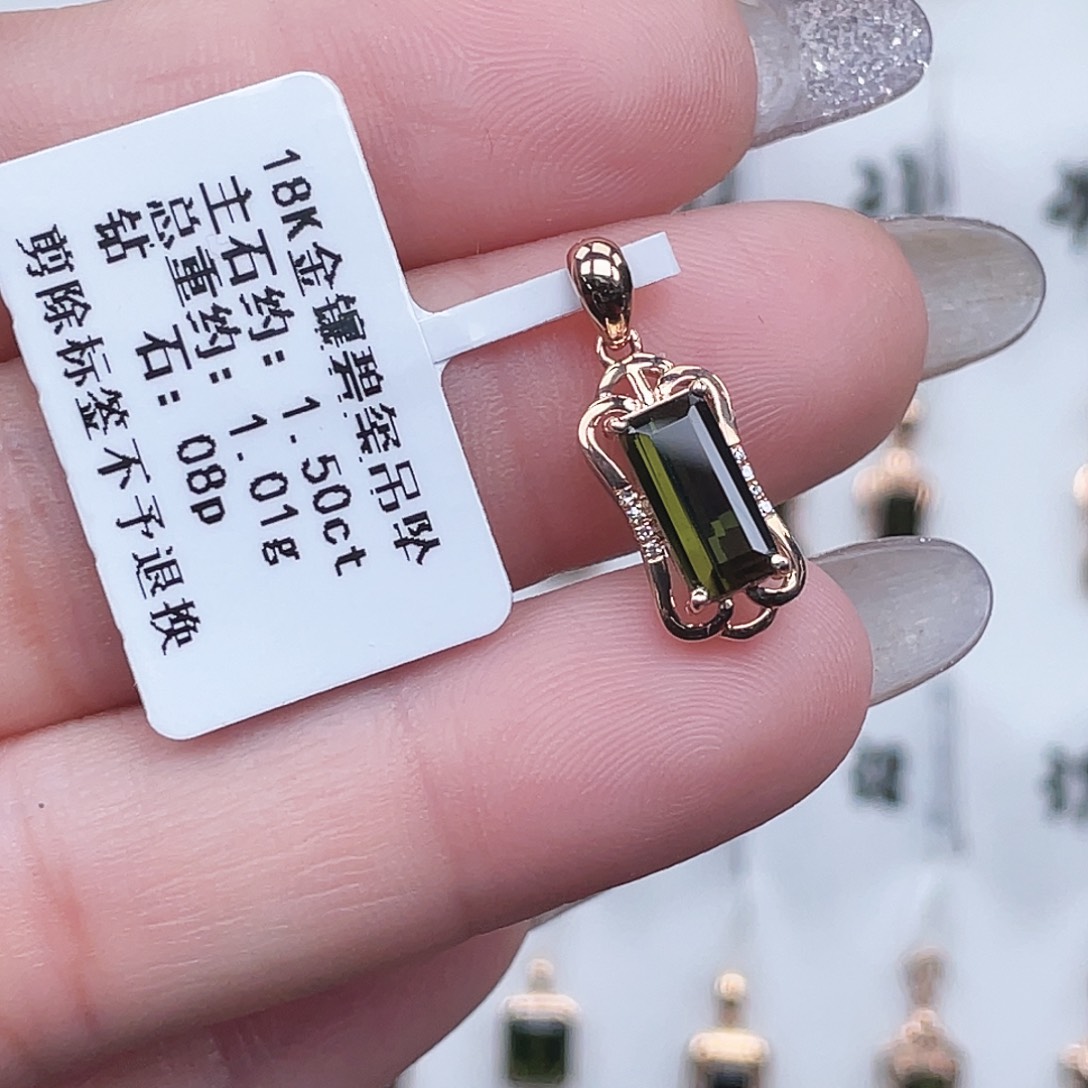 18K金镶碧玺吊坠
主石约: 1.50ct
总重约: 1.01g
钻 石: 08p
剪除标签不予退换